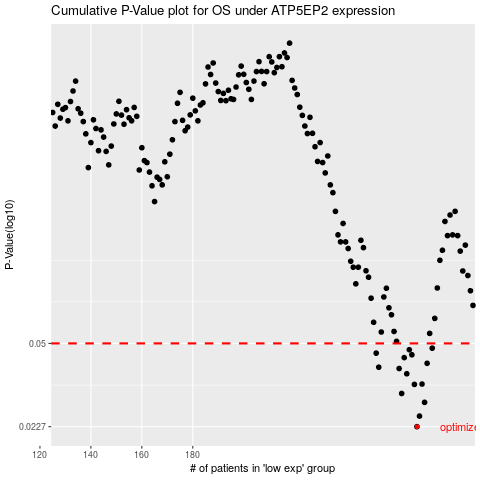 Cumulative P-Value plot for OS under ATP5EP2 expression
P-Value(log10)
0.05
0.0227
optimize
120 140 160 180
# of patients in 'low exp' group